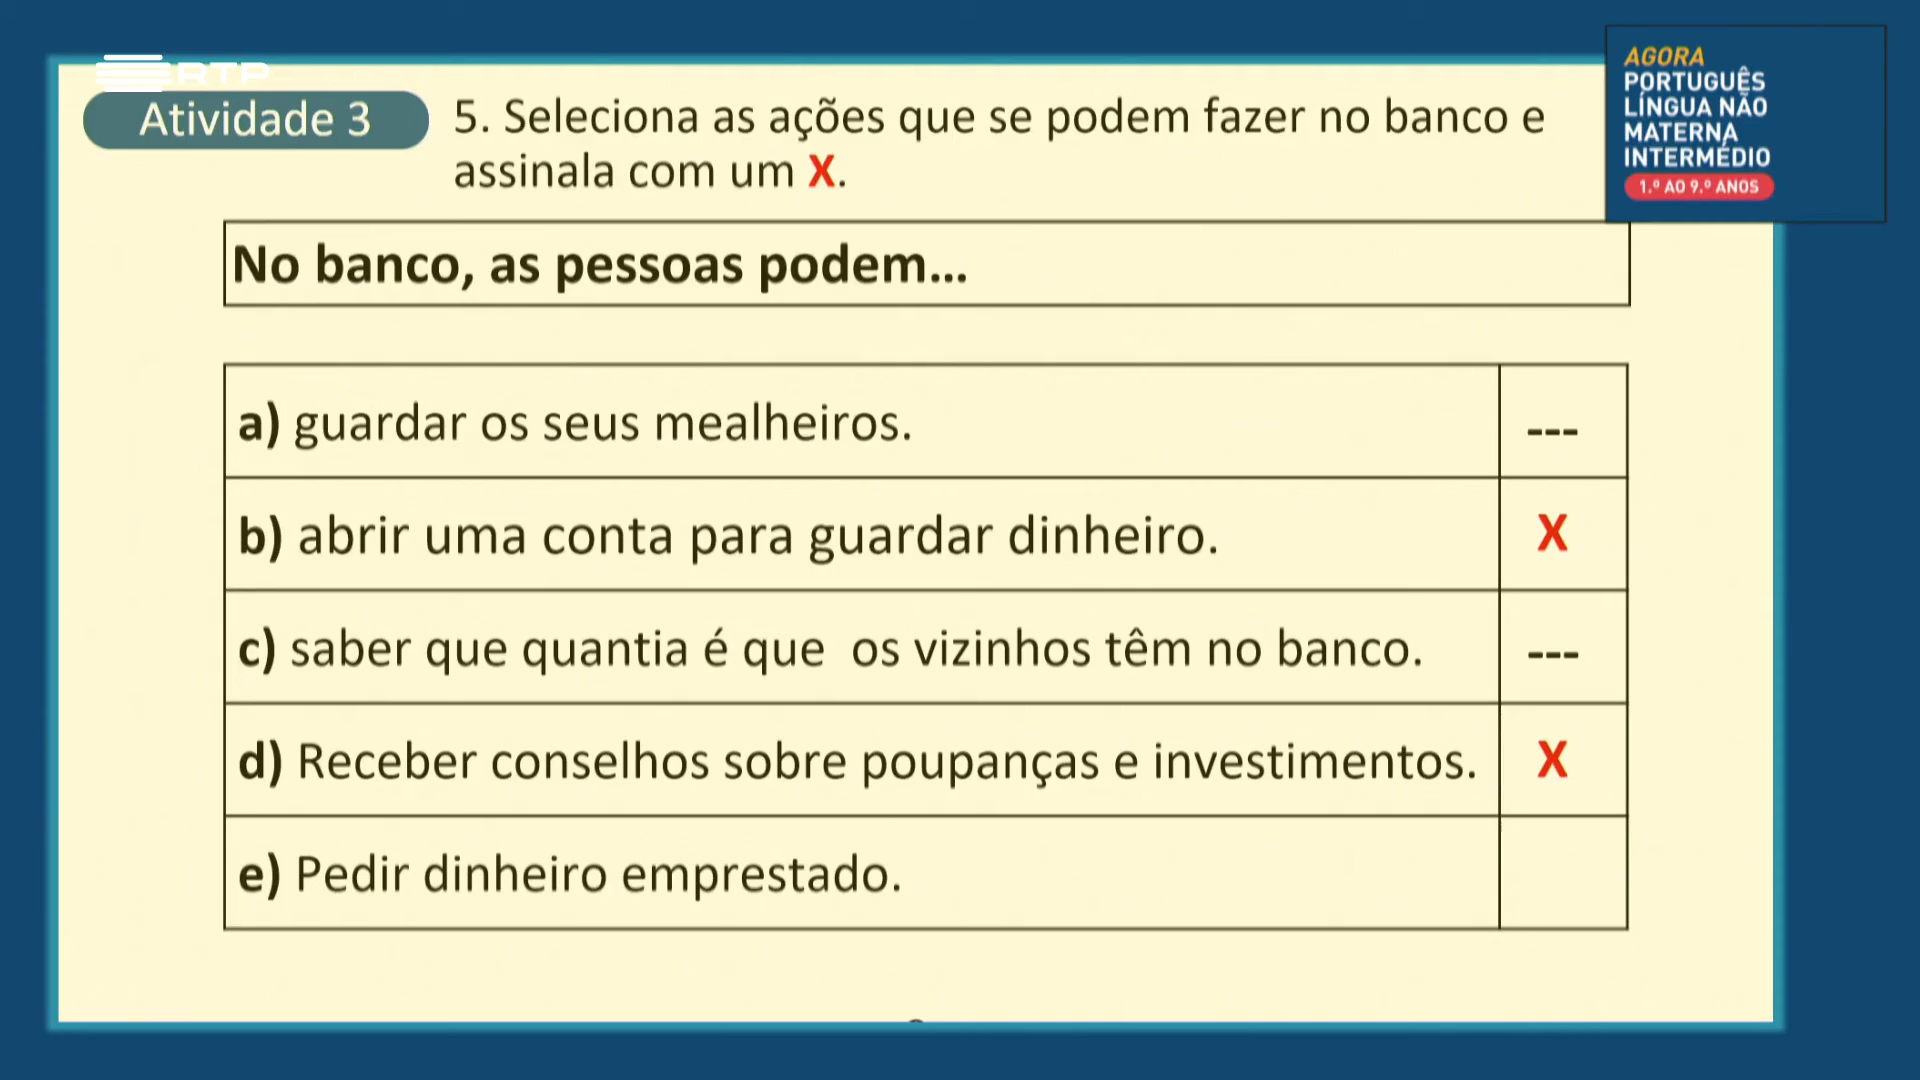 RTP
Atividade 3
5. Seleciona as ações que se podem fazer no banco e
assinala com um X.
AGORA
PORTUGUÊS
LÍNGUA NÃO
MATERNA
INTERMÉDIO
1.º AO 9.º ANOS
No banco, as pessoas podem...
a) guardar os seus mealheiros. ---
b) abrir uma conta para guardar dinheiro. X
c) saber que quantia é que os vizinhos têm no banco. ---
d) Receber conselhos sobre poupanças e investimentos. X
e) Pedir dinheiro emprestado.